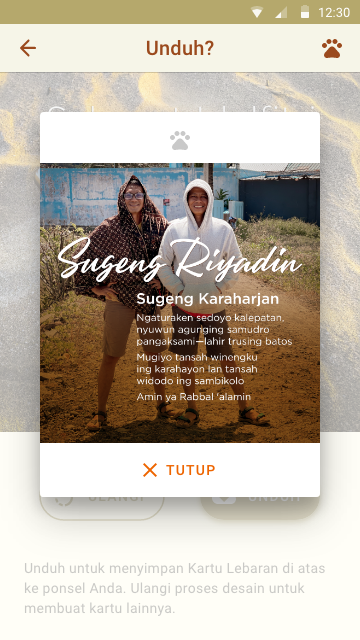 12:30
Unduh?
Sugeng Riyadin
Sugeng Karaharjan
Ngaturaken sedoyo kalepatan,
nyuwun agunging samudro
pangaksami—lahir trusing batos
Mugiyo tansah winengku
ing karahayon lan tansah
widodo ing sambikolo
Amin ya Rabbal 'alamin
TUTUP
ULANGI
UNDUH
Unduh untuk menyimpan Kartu Lebaran di atas
ke ponsel Anda. Ulangi proses desain untuk
membuat kartu lainnya.